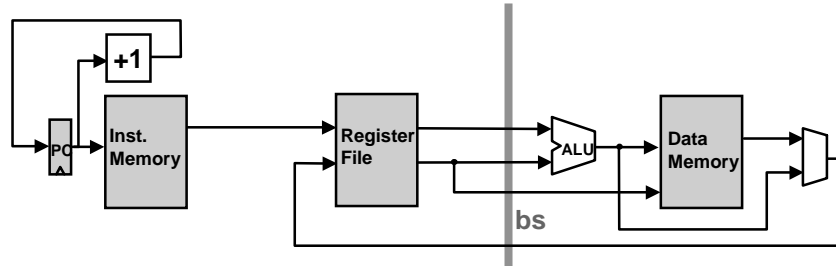 +1
PC
Inst.
Memory
Register
File
ALU
Data
Memory
bs